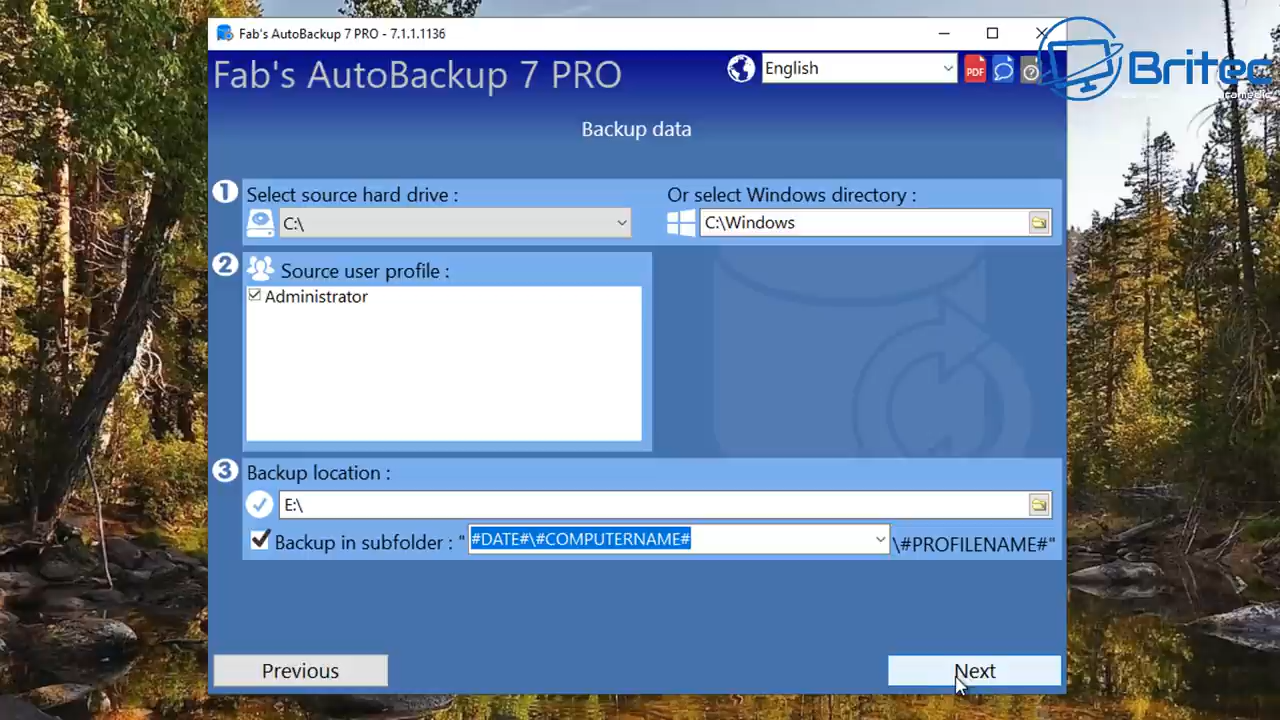 Fab's AutoBackup 7 PRO - 7.1.1.1136
Fab's AutoBackup 7 PRO
English
PDF
Britec
Backup data
1
Select source hard drive :
Or select Windows directory :
C:\
C:\Windows
2
Source user profile :
Administrator
3
Backup location :
E:\
Backup in subfolder : " #DATE#\#COMPUTERNAME# \#PROFILENAME#"
Previous
Next